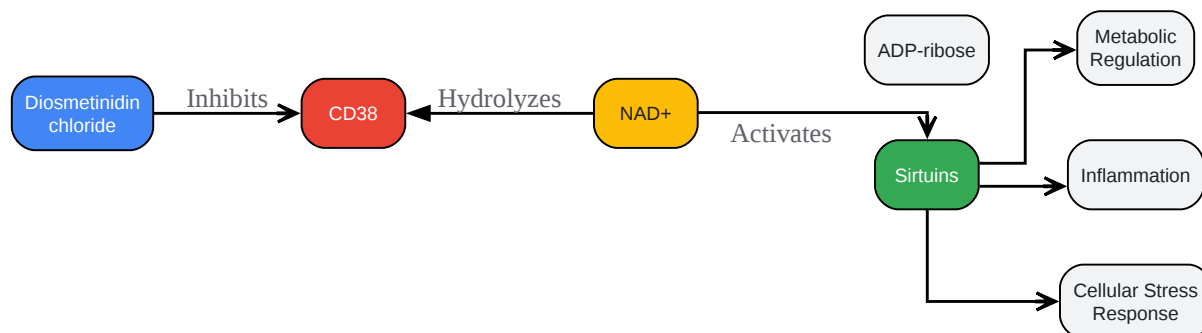 Diosmetinidin
chloride
Inhibits
CD38
Hydrolyzes
NAD+
Activates
ADP-ribose
Sirtuins
Metabolic
Regulation
Inflammation
Cellular Stress
Response